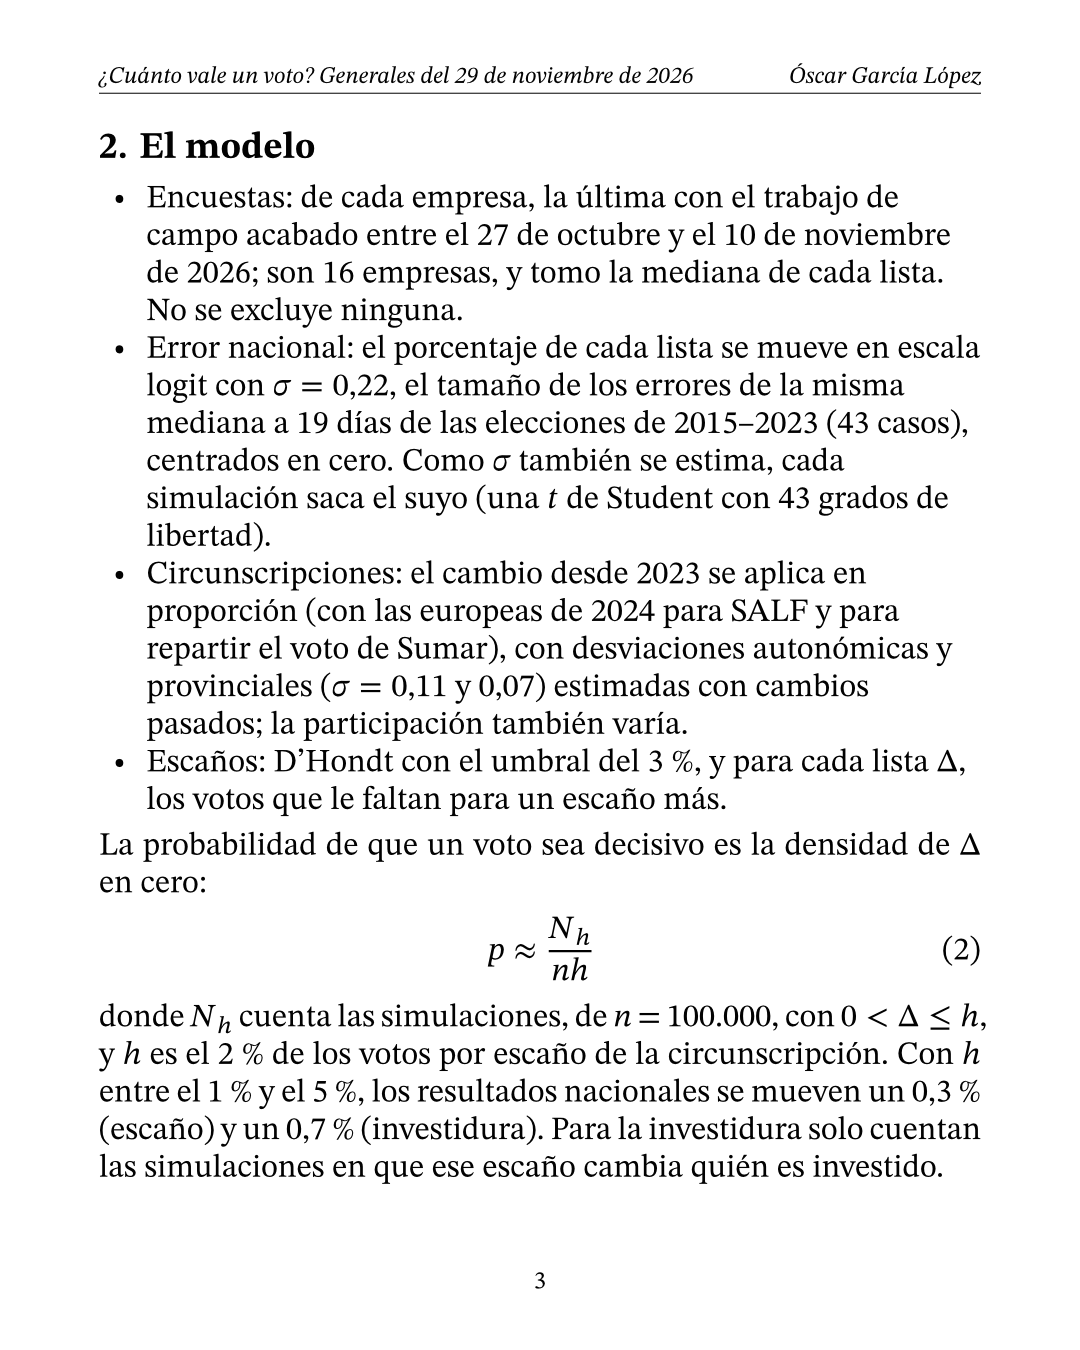 ¿Cuánto vale un voto? Generales del 29 de noviembre de 2026 Óscar García López
2. El modelo
• Encuestas: de cada empresa, la última con el trabajo de
campo acabado entre el 27 de octubre y el 10 de noviembre
de 2026; son 16 empresas, y tomo la mediana de cada lista.
No se excluye ninguna.
• Error nacional: el porcentaje de cada lista se mueve en escala
logit con σ = 0,22, el tamaño de los errores de la misma
mediana a 19 días de las elecciones de 2015–2023 (43 casos),
centrados en cero. Como σ también se estima, cada
simulación saca el suyo (una t de Student con 43 grados de
libertad).
• Circunscripciones: el cambio desde 2023 se aplica en
proporción (con las europeas de 2024 para SALF y para
repartir el voto de Sumar), con desviaciones autonómicas y
provinciales (σ = 0,11 y 0,07) estimadas con cambios
pasados; la participación también varía.
• Escaños: D’Hondt con el umbral del 3 %, y para cada lista Δ,
los votos que le faltan para un escaño más.
La probabilidad de que un voto sea decisivo es la densidad de Δ
en cero:
p ≈ N_h / nh (2)
donde N_h cuenta las simulaciones, de n = 100.000, con 0 < Δ ≤ h,
y h es el 2 % de los votos por escaño de la circunscripción. Con h
entre el 1 % y el 5 %, los resultados nacionales se mueven un 0,3 %
(escaño) y un 0,7 % (investidura). Para la investidura solo cuentan
las simulaciones en que ese escaño cambia quién es investido.
3